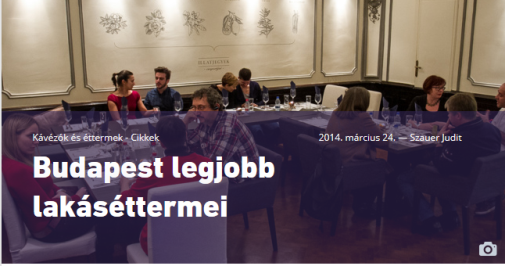 Kávézók és éttermek - Cikkek
2014. március 24. — Szauer Judit
Budapest legjobb
lakáséttermei